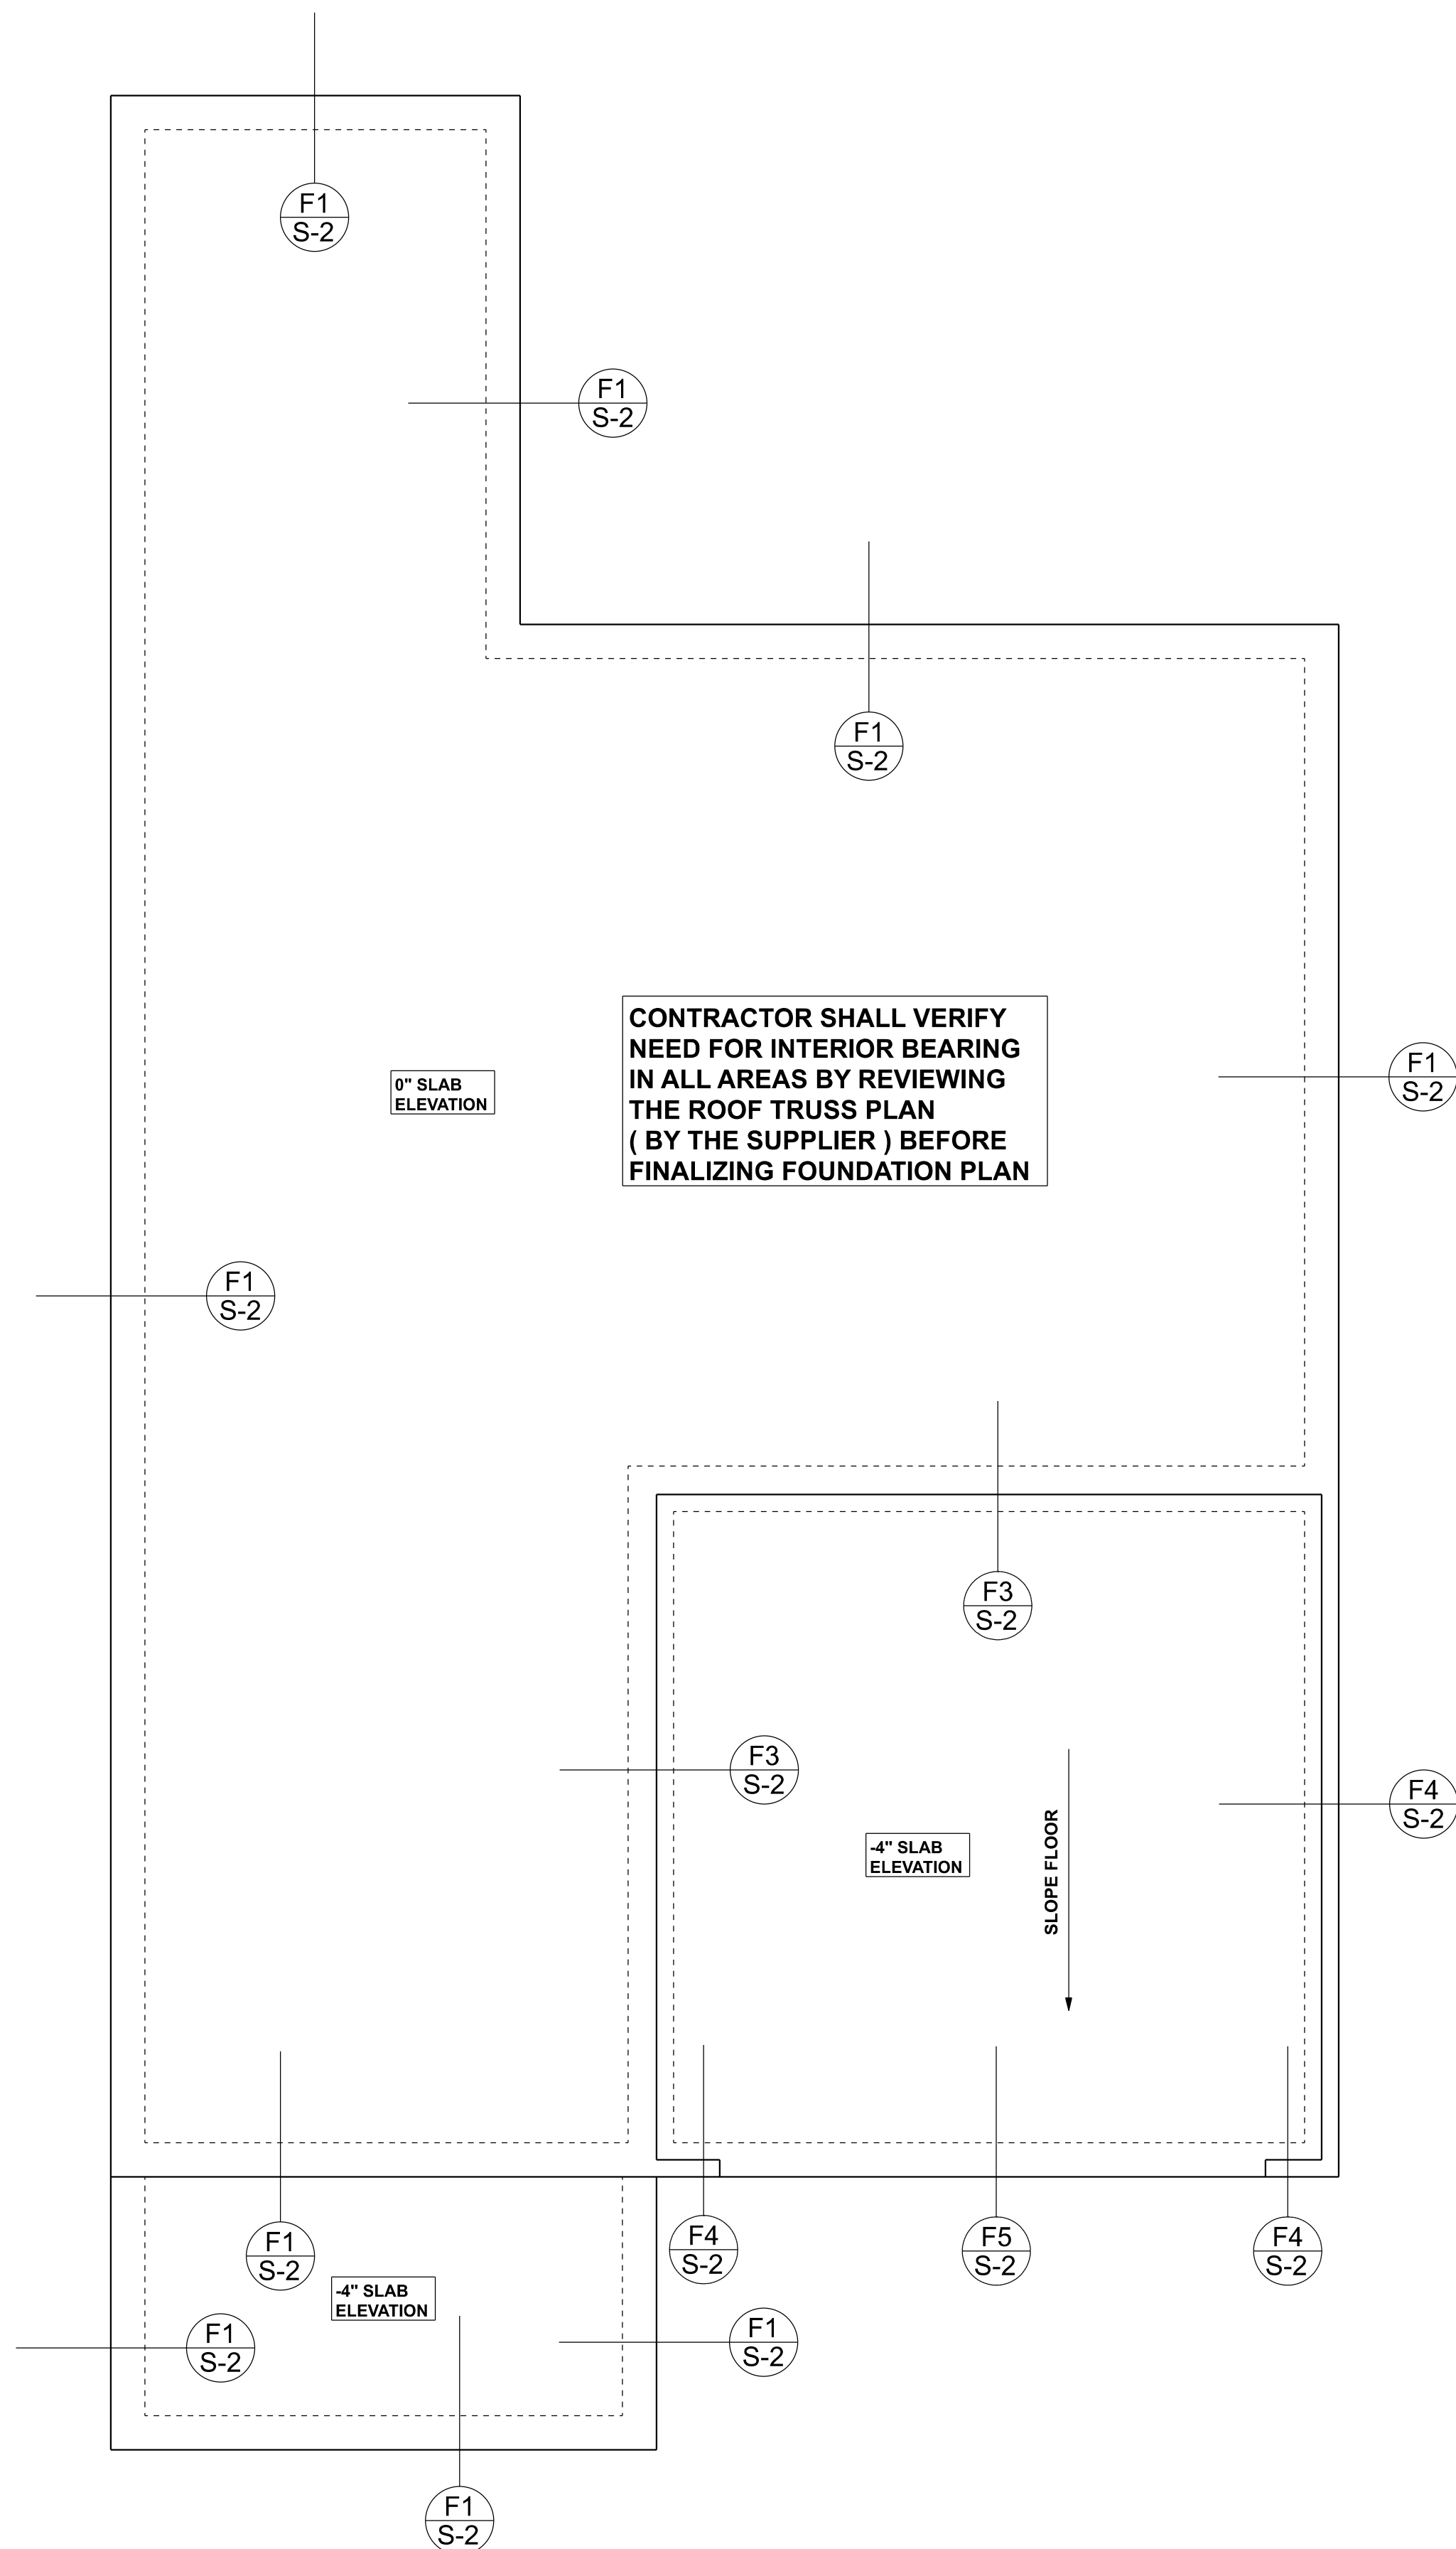 F1
S-2
F1
S-2
F1
S-2
CONTRACTOR SHALL VERIFY
NEED FOR INTERIOR BEARING
IN ALL AREAS BY REVIEWING
THE ROOF TRUSS PLAN
( BY THE SUPPLIER ) BEFORE
FINALIZING FOUNDATION PLAN
0" SLAB
ELEVATION
F1
S-2
F1
S-2
F3
S-2
F3
S-2
F4
S-2
-4" SLAB
ELEVATION
SLOPE FLOOR
F1
S-2
F4
S-2
F5
S-2
F4
S-2
-4" SLAB
ELEVATION
F1
S-2
F1
S-2
F1
S-2